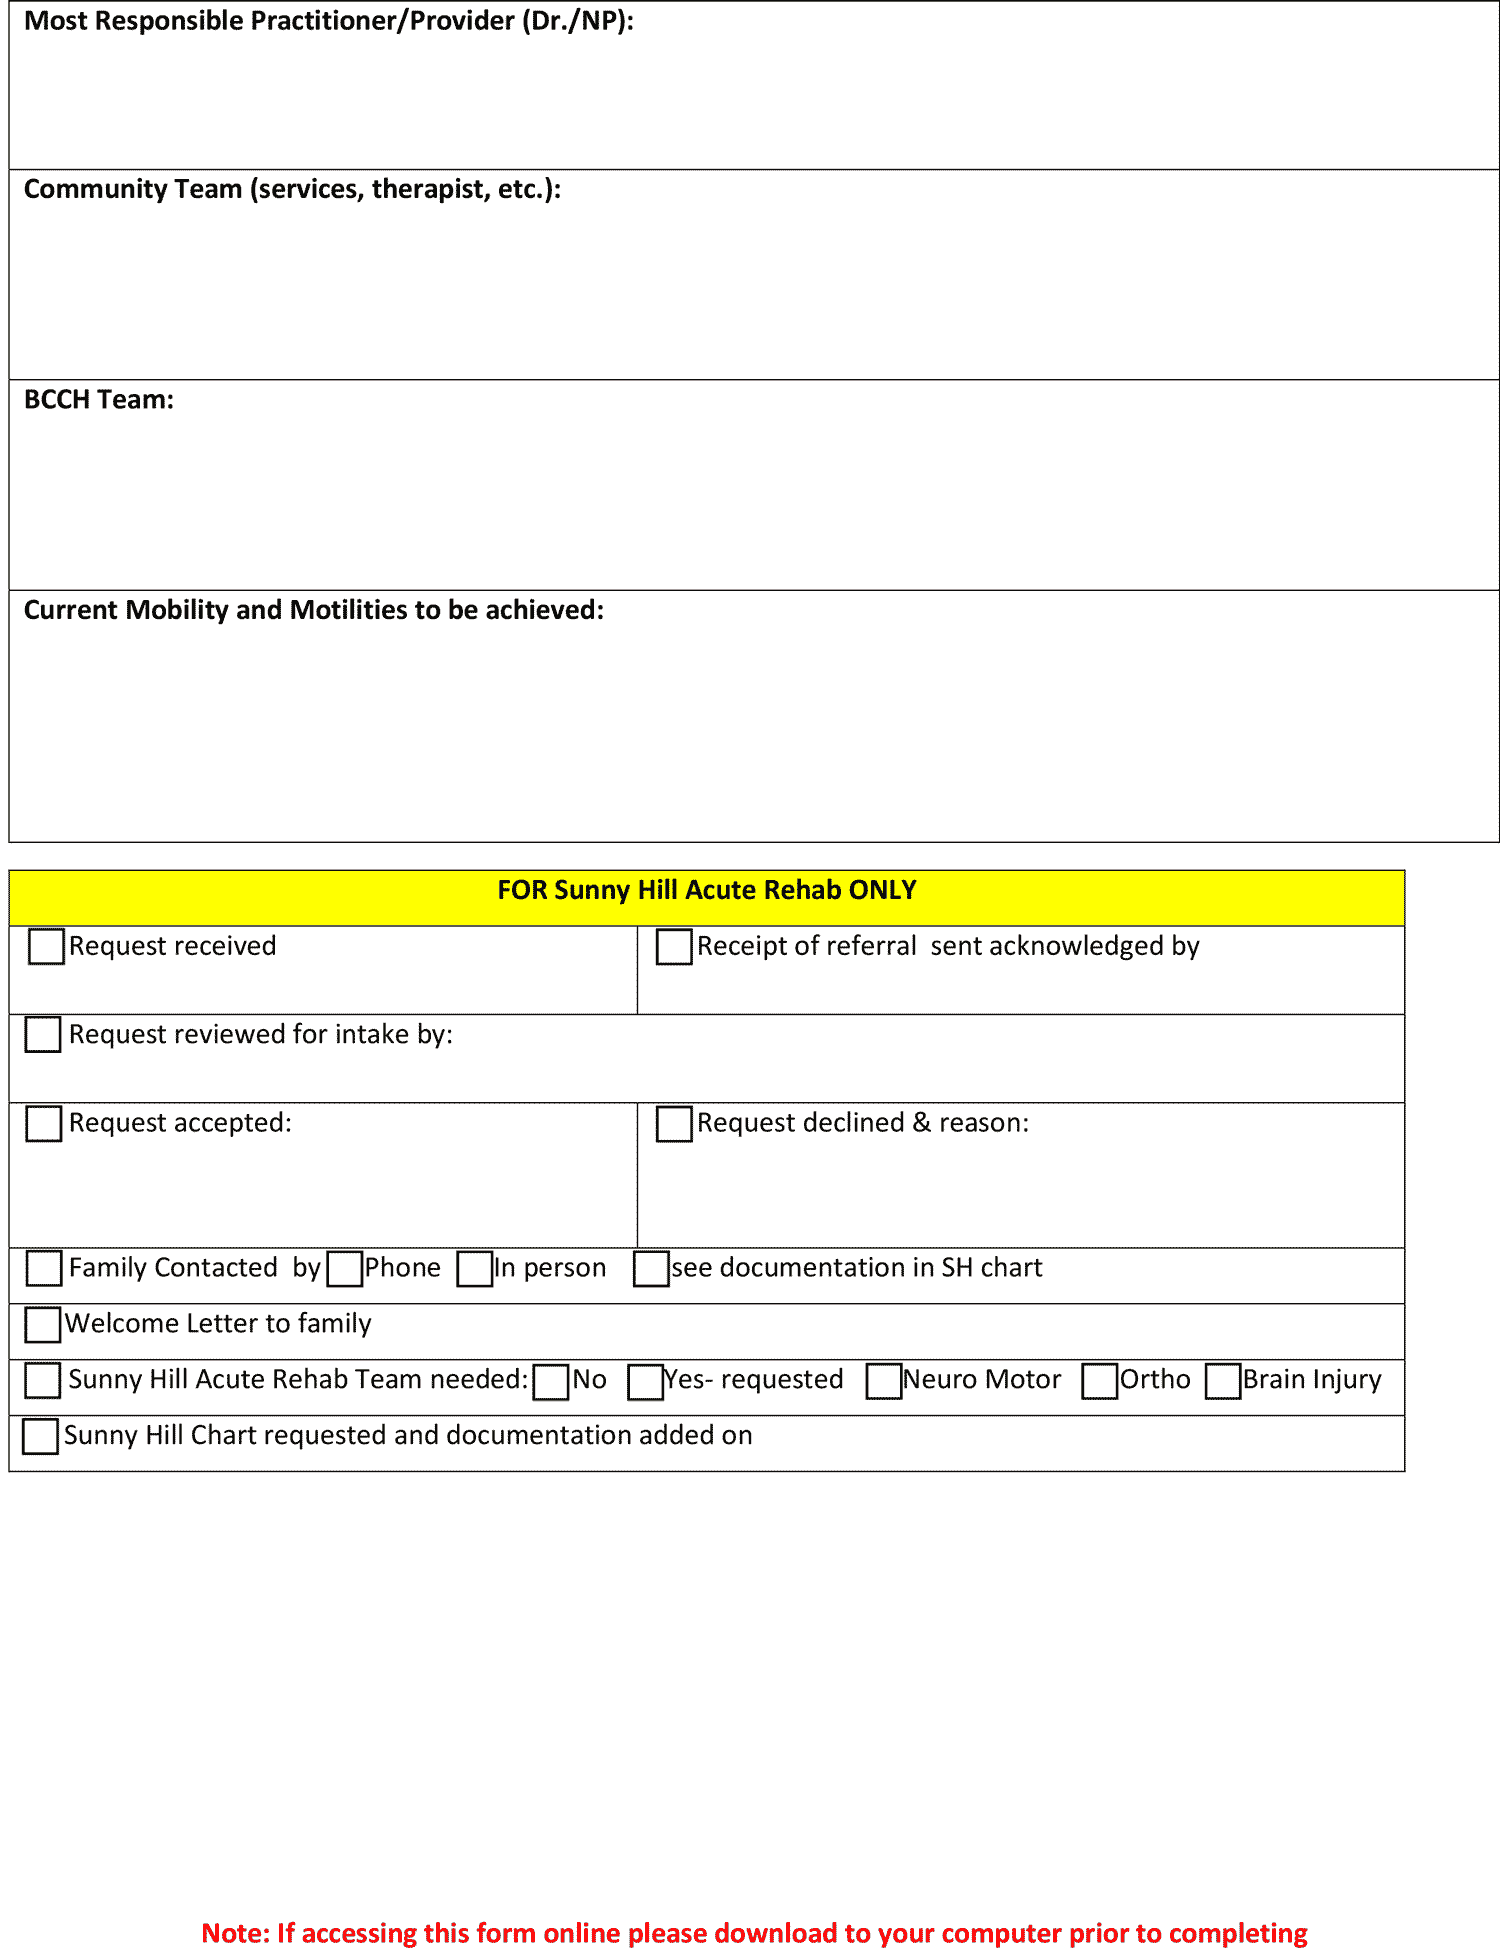 Most Responsible Practitioner/Provider (Dr./NP):
Community Team (services, therapist, etc.):
BCCH Team:
Current Mobility and Motilities to be achieved:
FOR Sunny Hill Acute Rehab ONLY
Request received
Receipt of referral  sent acknowledged by
Request reviewed for intake by:
Request accepted:
Request declined & reason:
Family Contacted  by Phone In person see documentation in SH chart
Welcome Letter to family
Sunny Hill Acute Rehab Team needed: No Yes- requested Neuro Motor Ortho Brain Injury
Sunny Hill Chart requested and documentation added on
Note: If accessing this form online please download to your computer prior to completing